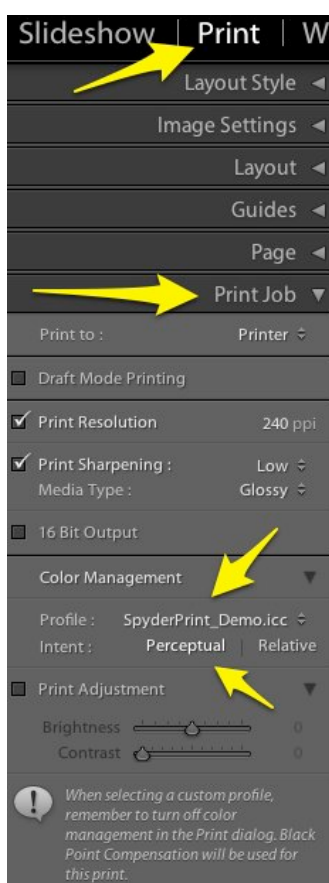 Slideshow | Print | W
Layout Style
Image Settings
Layout
Guides
Page
Print Job
Print to : Printer
Draft Mode Printing
Print Resolution 240 ppi
Print Sharpening : Low
Media Type : Glossy
16 Bit Output
Color Management
Profile : SpyderPrint_Demo.icc
Intent : Perceptual | Relative
Print Adjustment
Brightness 0
Contrast 0
When selecting a custom profile,
remember to turn off color
management in the Print dialog. Black
Point Compensation will be used for
this print.